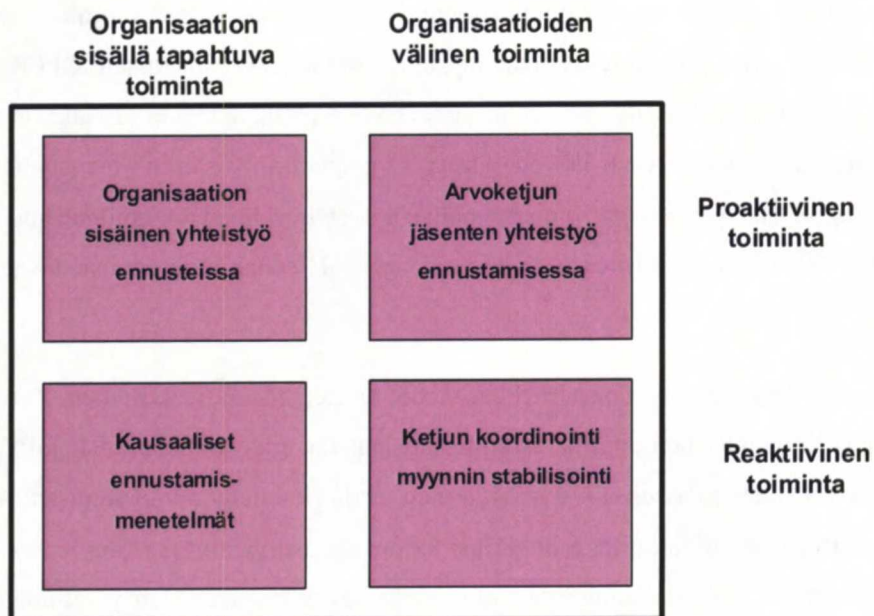 Organisaation
sisällä tapahtuva
toiminta
Organisaatioiden
välinen toiminta
Organisaation
sisäinen yhteistyö
ennusteissa
Arvoketjun
jäsenten yhteistyö
ennustamisessa
Proaktiivinen
toiminta
Kausaaliset
ennustamis-
menetelmät
Ketjun koordinointi
myynnin stabilisointi
Reaktiivinen
toiminta